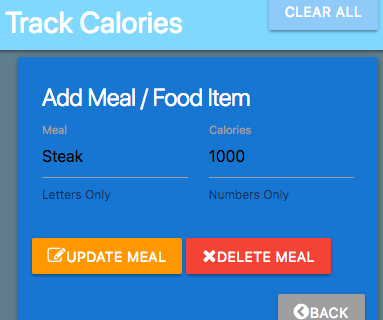 Track Calories
CLEAR ALL
Add Meal / Food Item
Meal Calories
Steak 1000
Letters Only Numbers Only
UPDATE MEAL DELETE MEAL
BACK